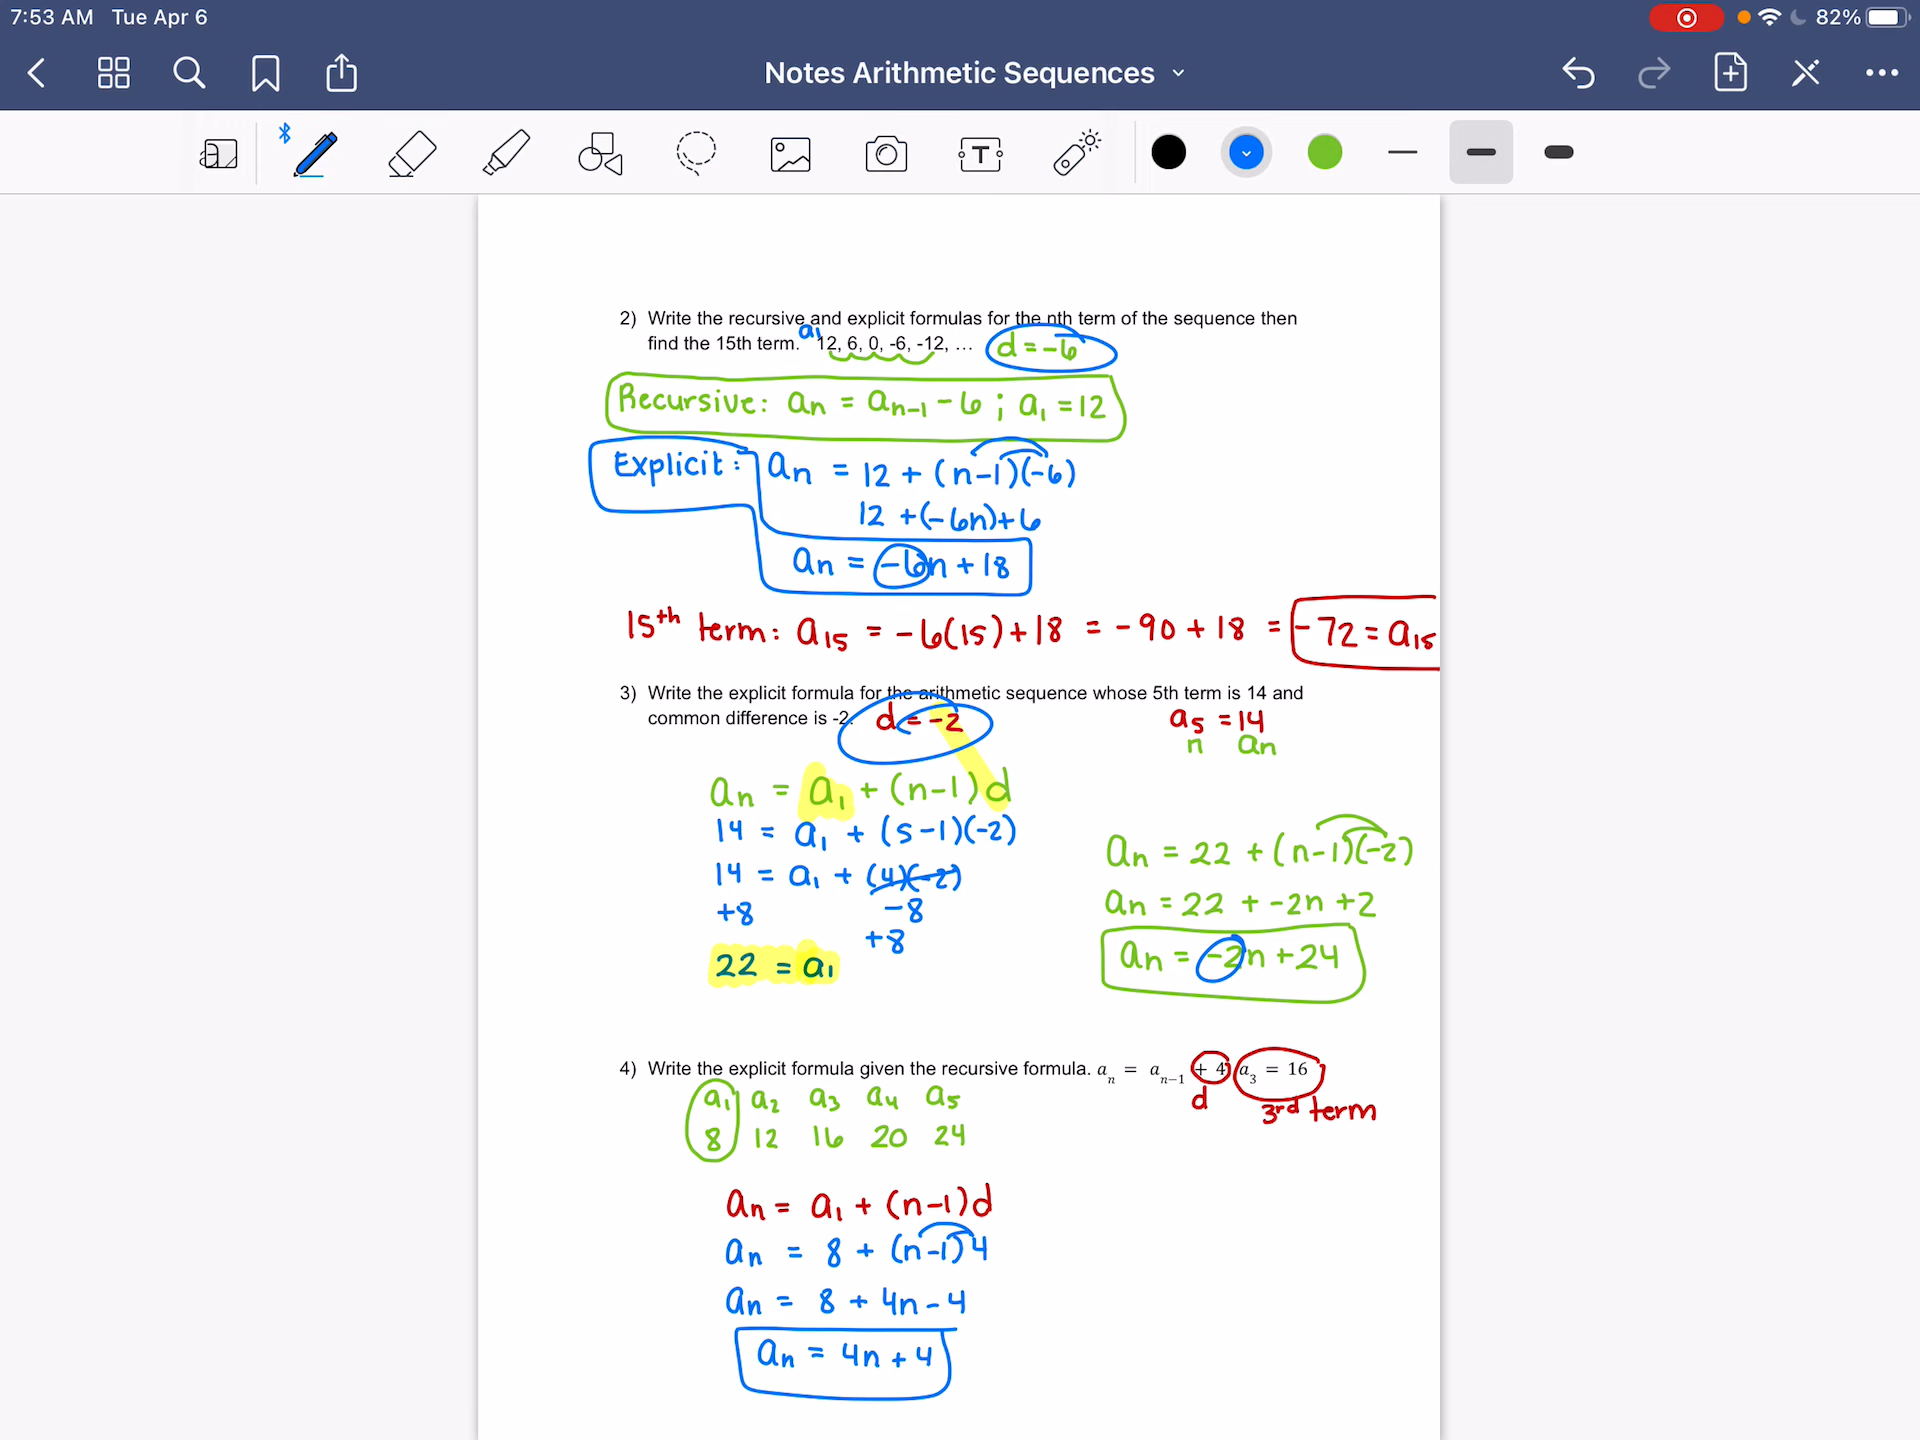 7:53 AM Tue Apr 6
82%
Notes Arithmetic Sequences
2) Write the recursive and explicit formulas for the nth term of the sequence then
find the 15th term. a₁ 12, 6, 0, -6, -12, ... d = -6
Recursive: aₙ = aₙ₋₁ - 6 ; a₁ = 12
Explicit: aₙ = 12 + (n-1)(-6)
12 + (-6n) + 6
aₙ = -6n + 18
15ᵗʰ term: a₁₅ = -6(15) + 18 = -90 + 18 = -72 = a₁₅
3) Write the explicit formula for the arithmetic sequence whose 5th term is 14 and
common difference is -2. d = -2 a₅ = 14
n aₙ
aₙ = a₁ + (n-1)d
14 = a₁ + (5-1)(-2)
14 = a₁ + (4)(-2)
+8 -8
+8
22 = a₁
aₙ = 22 + (n-1)(-2)
aₙ = 22 + -2n + 2
aₙ = -2n + 24
4) Write the explicit formula given the recursive formula. aₙ = aₙ₋₁ + 4 a₃ = 16
d 3ʳᵈ term
a₁ a₂ a₃ a₄ a₅
8 12 16 20 24
aₙ = a₁ + (n-1)d
aₙ = 8 + (n-1)4
aₙ = 8 + 4n - 4
aₙ = 4n + 4